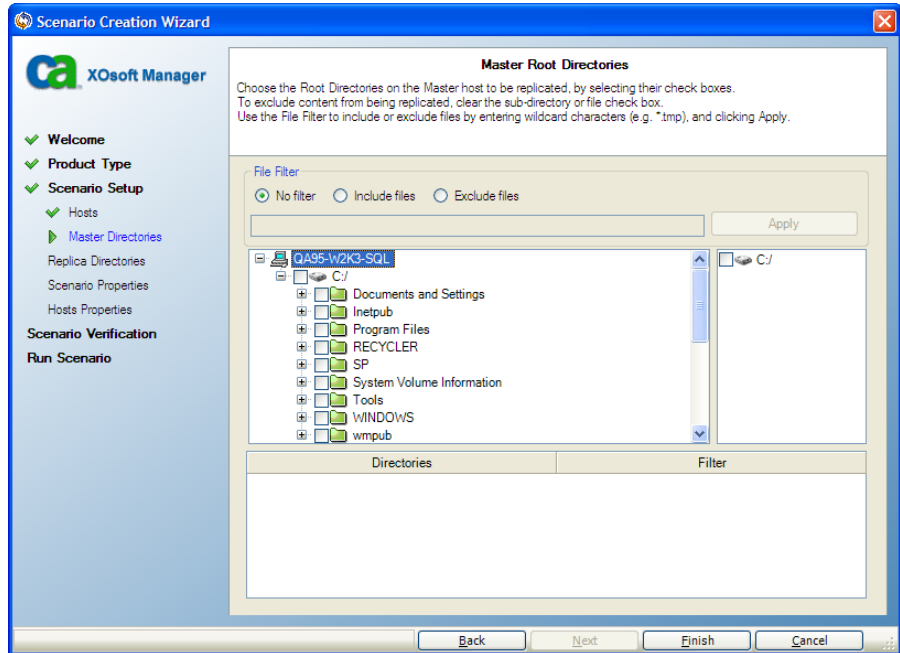 Scenario Creation Wizard
ca
XOsoft Manager
Welcome
Product Type
Scenario Setup
Hosts
Master Directories
Replica Directories
Scenario Properties
Hosts Properties
Scenario Verification
Run Scenario
Master Root Directories
Choose the Root Directories on the Master host to be replicated, by selecting their check boxes.
To exclude content from being replicated, clear the sub-directory or file check box.
Use the File Filter to include or exclude files by entering wildcard characters (e.g. *.tmp), and clicking Apply.
File Filter
No filter Include files Exclude files
Apply
QA95-W2K3-SQL
C:/
Documents and Settings
Inetpub
Program Files
RECYCLER
SP
System Volume Information
Tools
WINDOWS
wmpub
C:/
Directories Filter
Back Next Finish Cancel